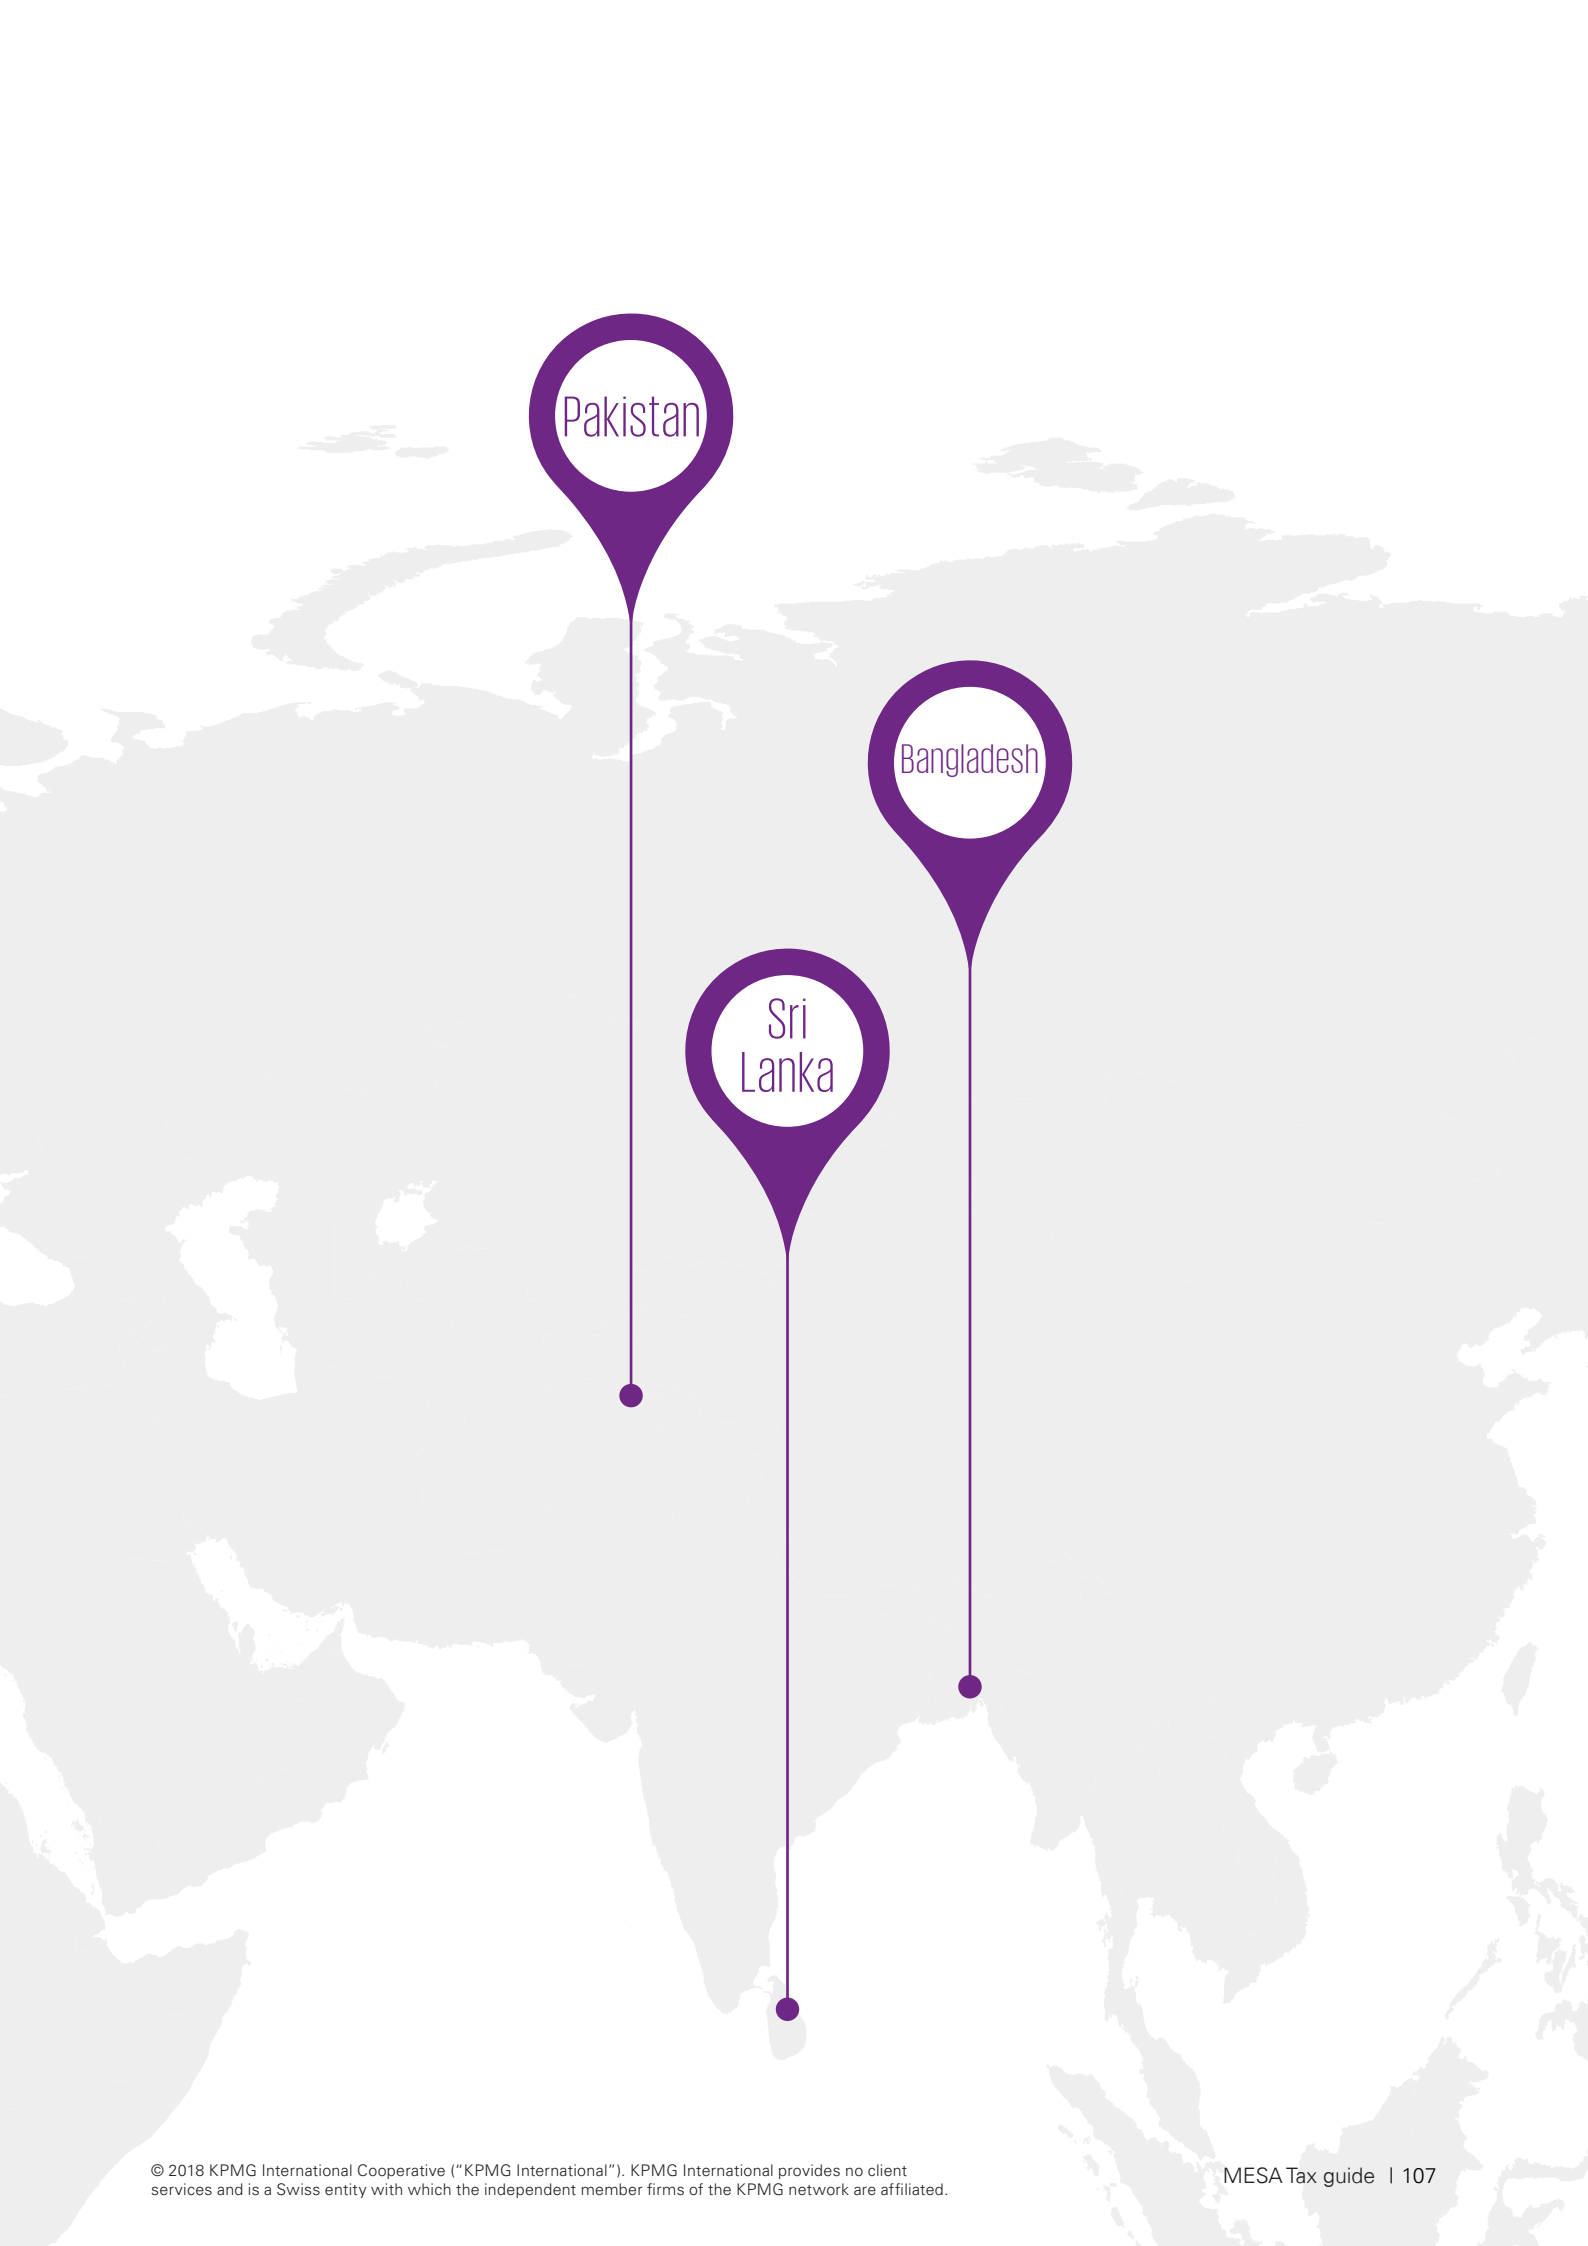 Pakistan
Bangladesh
Sri
Lanka
© 2018 KPMG International Cooperative (“KPMG International”). KPMG International provides no client
services and is a Swiss entity with which the independent member firms of the KPMG network are affiliated.
MESA Tax guide | 107